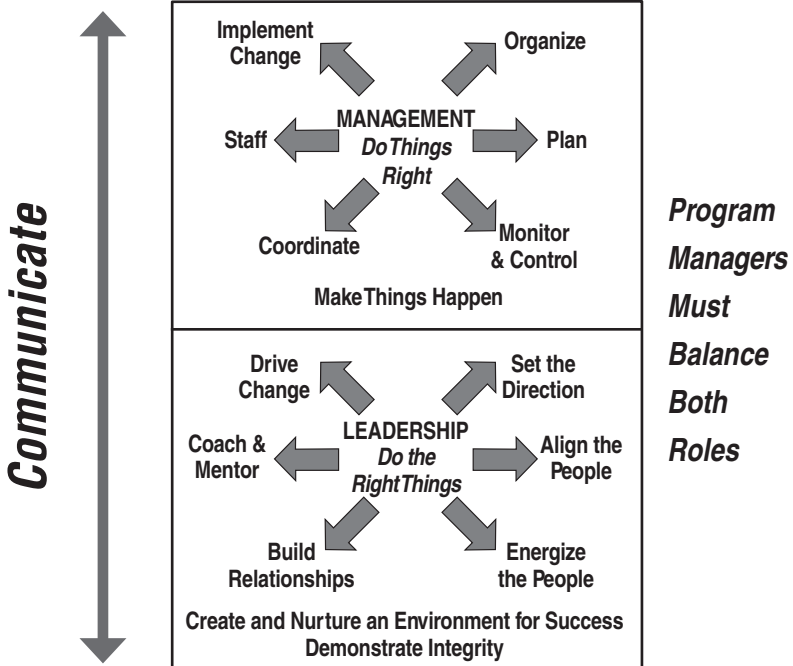 Communicate
Implement
Change
Organize
MANAGEMENT
Do Things
Right
Staff
Plan
Coordinate
Monitor
& Control
Make Things Happen
Drive
Change
Set the
Direction
LEADERSHIP
Do the
Right Things
Coach &
Mentor
Align the
People
Build
Relationships
Energize
the People
Create and Nurture an Environment for Success
Demonstrate Integrity
Program
Managers
Must
Balance
Both
Roles